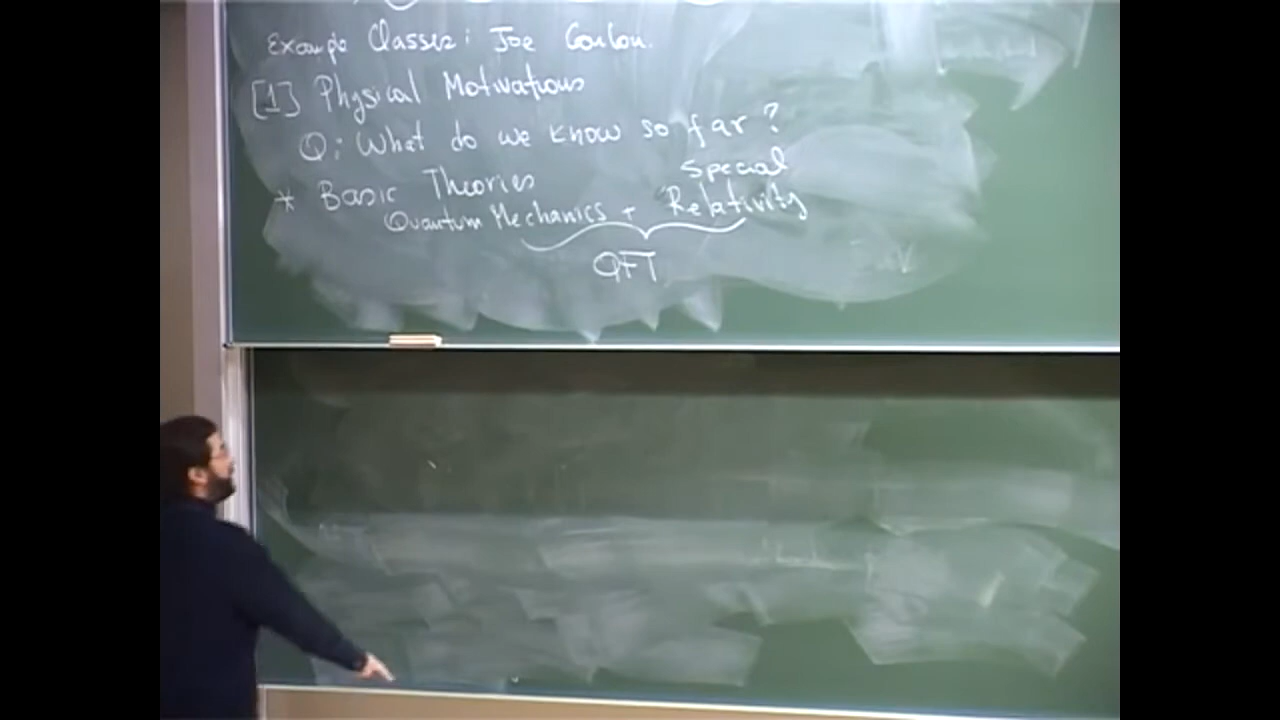 Example Classes: Joe Conlon.
[1] Physical Motivations
Q: What do we know so far?
* Basic Theories
Quantum Mechanics + Special Relativity
QFT